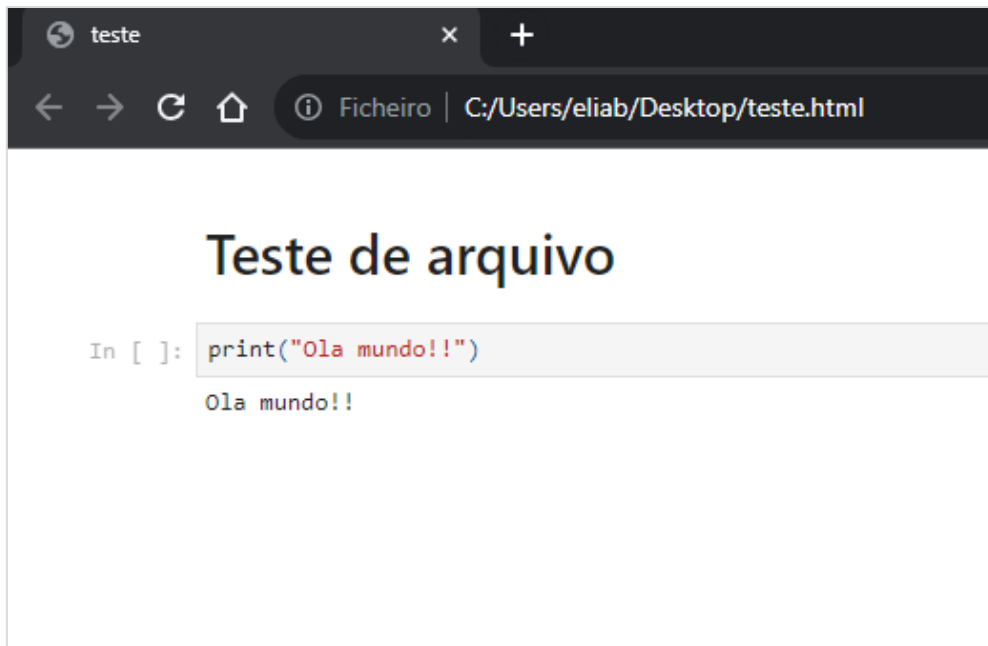 teste
Ficheiro | C:/Users/eliab/Desktop/teste.html
Teste de arquivo
In [ ]: print("Ola mundo!!")
Ola mundo!!